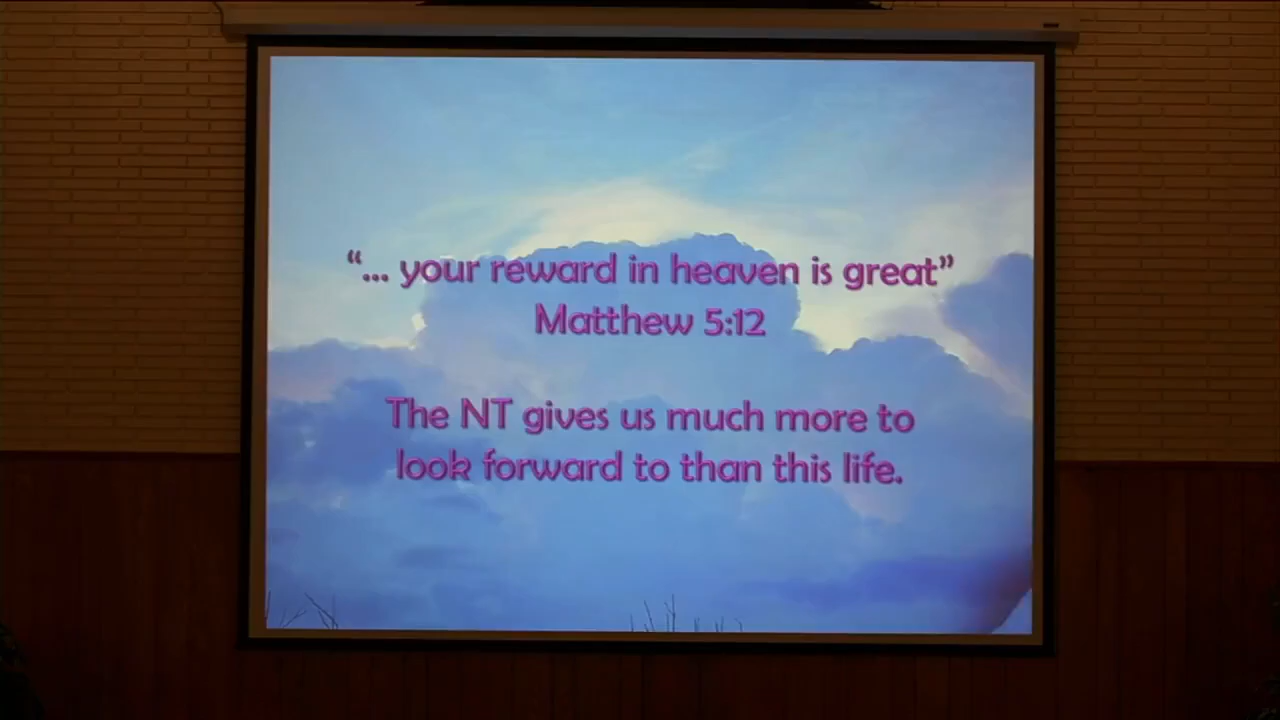 “... your reward in heaven is great”
Matthew 5:12
The NT gives us much more to
look forward to than this life.